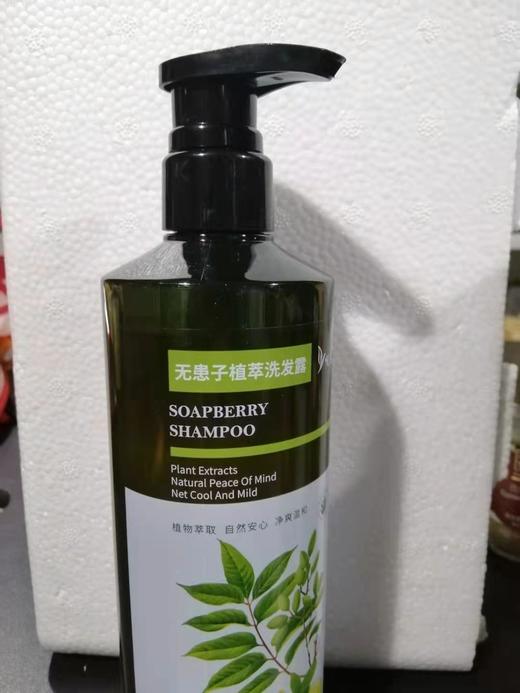 无患子植萃洗发露
SOAPBERRY
SHAMPOO
Plant Extracts
Natural Peace Of Mind
Net Cool And Mild
植物萃取 自然安心 净爽温和